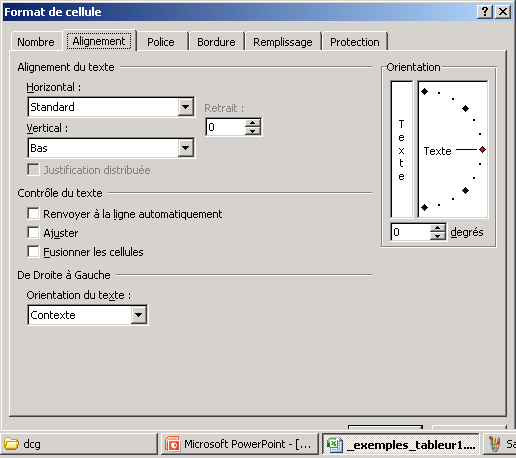 Format de cellule
Nombre Alignement Police Bordure Remplissage Protection
Alignement du texte
Horizontal :
Standard
Retrait :
0
Vertical :
Bas
Justification distribuée
Contrôle du texte
Renvoyer à la ligne automatiquement
Ajuster
Fusionner les cellules
De Droite à Gauche
Orientation du texte :
Contexte
Orientation
Texte
Texte
0 degrés
dcg
Microsoft PowerPoint - [...
_exemples_tableur1....